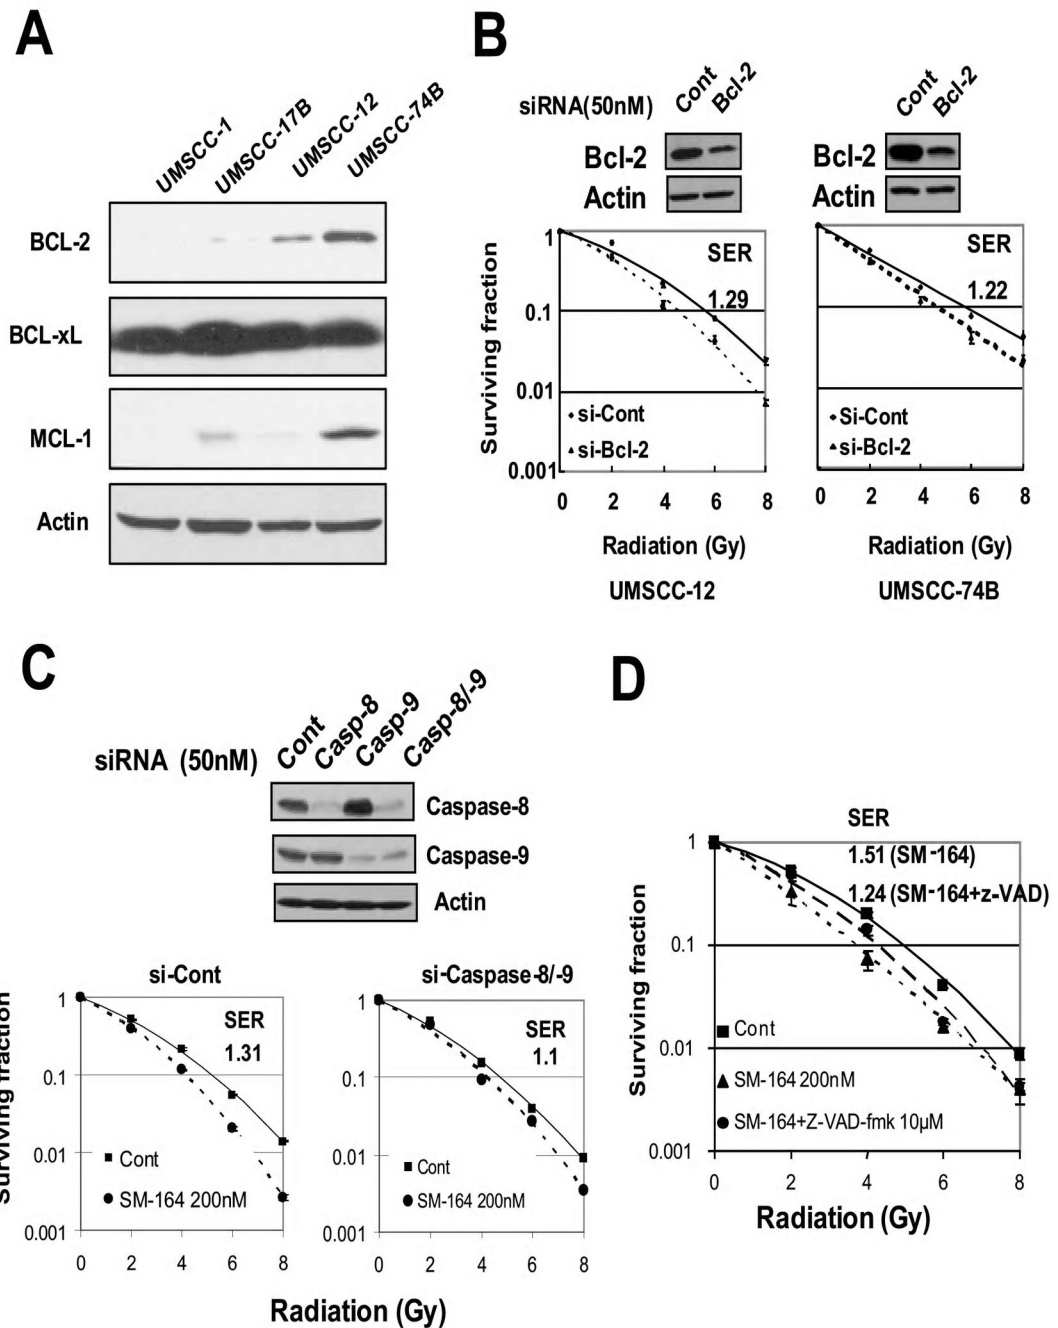 A
UMSCC-1
UMSCC-17B
UMSCC-12
UMSCC-74B
BCL-2
BCL-xL
MCL-1
Actin
B
siRNA(50nM)
Cont
Bcl-2
Cont
Bcl-2
Bcl-2
Bcl-2
Actin
Actin
Surviving fraction
1
0.1
0.01
0.001
SER
1.29
si-Cont
si-Bcl-2
0 2 4 6 8
Radiation (Gy)
UMSCC-12
SER
1.22
Si-Cont
si-Bcl-2
0 2 4 6 8
Radiation (Gy)
UMSCC-74B
C
siRNA (50nM)
Cont
Casp-8
Casp-9
Casp-8/-9
Caspase-8
Caspase-9
Actin
si-Cont
Surviving fraction
1
0.1
0.01
0.001
SER
1.31
Cont
SM-164 200nM
0 2 4 6 8
si-Caspase-8/-9
1
0.1
0.01
0.001
SER
1.1
Cont
SM-164 200nM
0 2 4 6 8
Radiation (Gy)
D
SER
1.51 (SM-164)
1.24 (SM-164+z-VAD)
Surviving fraction
1
0.1
0.01
0.001
Cont
SM-164 200nM
SM-164+Z-VAD-fmk 10µM
0 2 4 6 8
Radiation (Gy)